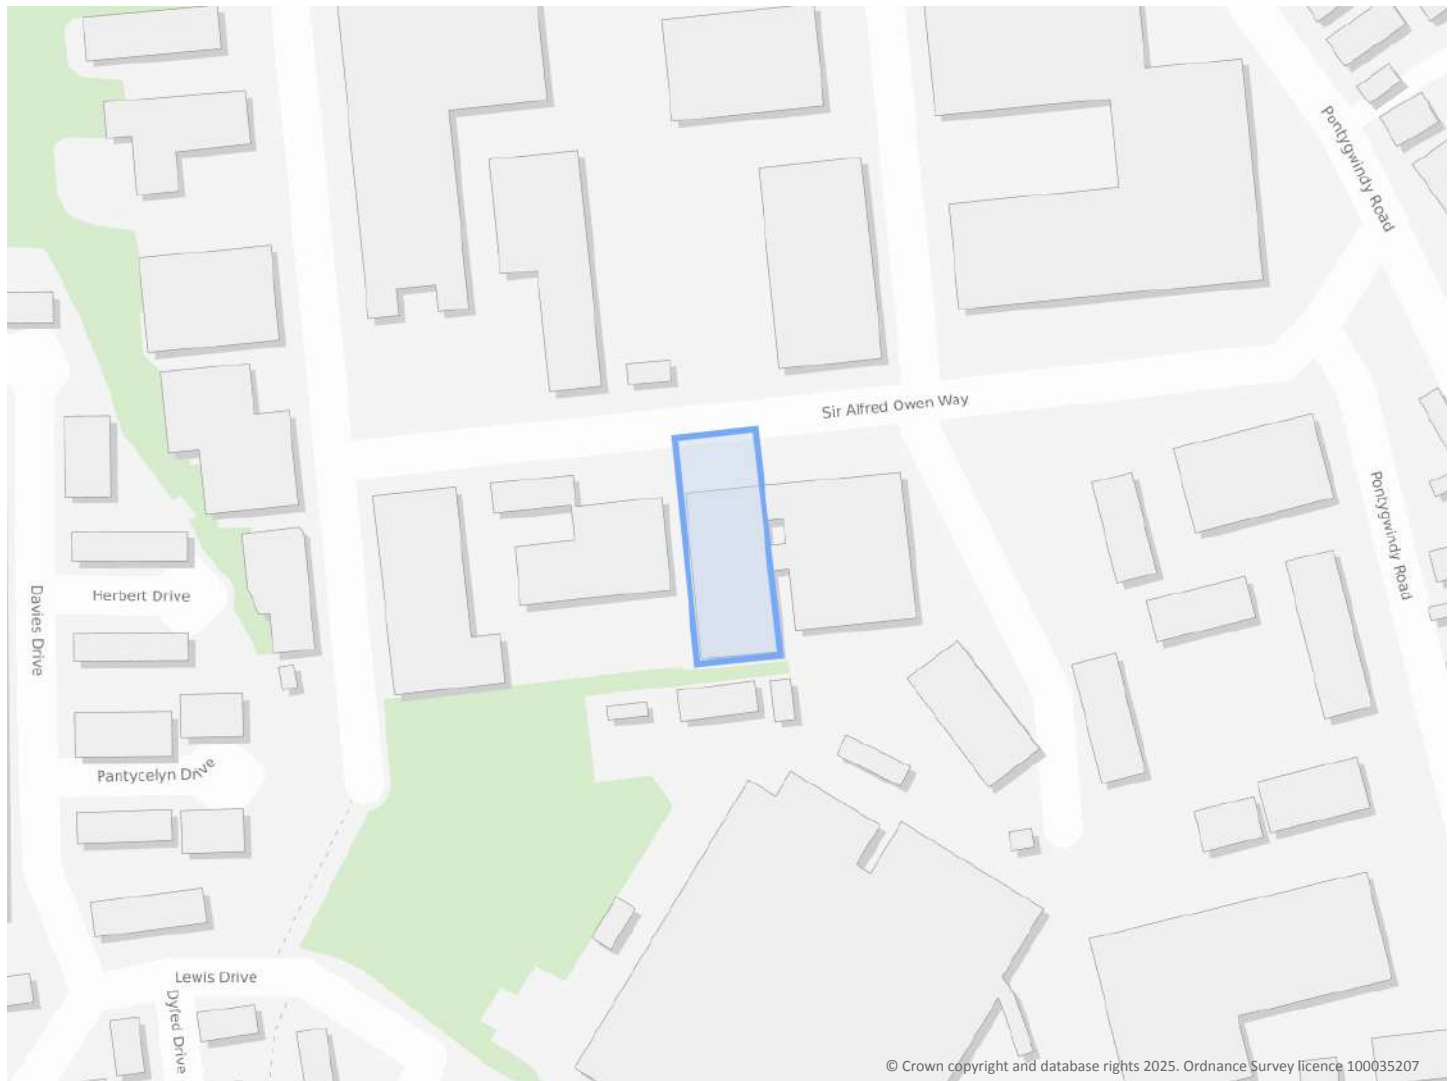 Pontygwindy Road
Sir Alfred Owen Way
Pontygwindy Road
Herbert Drive
Davies Drive
Pantycelyn Drive
Lewis Drive
Dyfed Drive
© Crown copyright and database rights 2025. Ordnance Survey licence 100035207